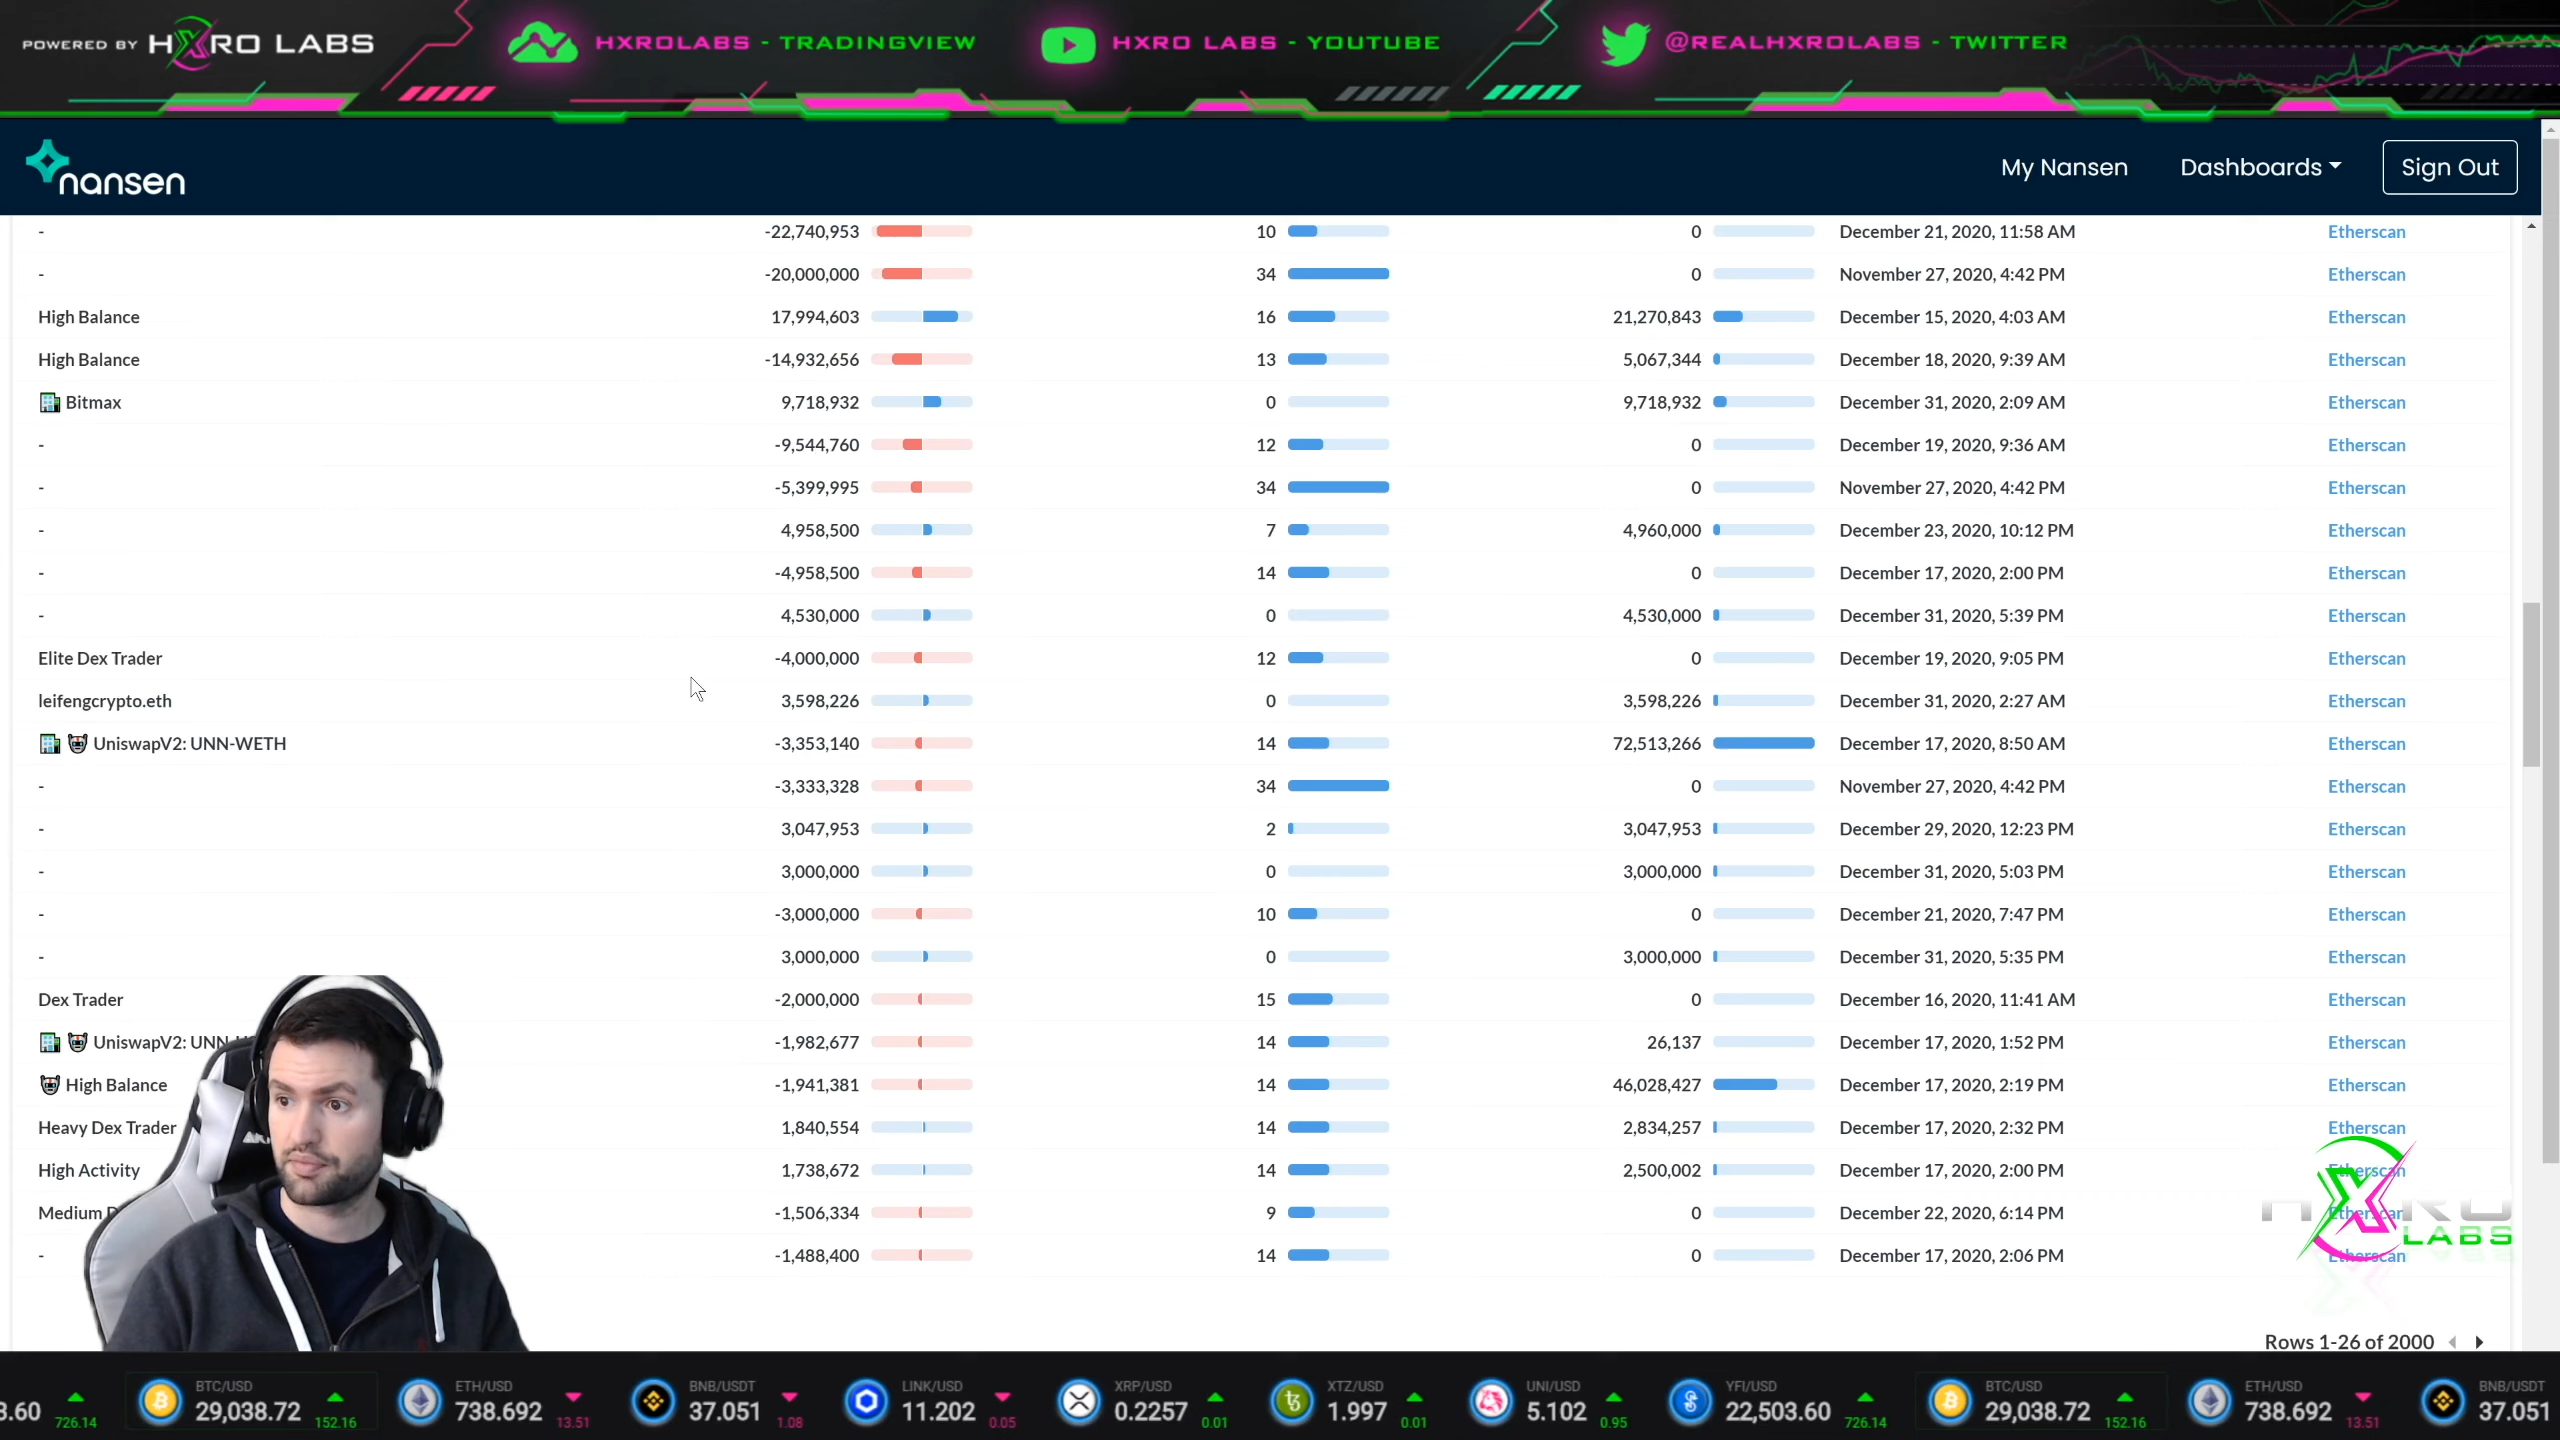 POWERED BY HXRO LABS
HXROLABS - TRADINGVIEW
HXRO LABS - YOUTUBE
@REALHXROLABS - TWITTER
nansen
My Nansen
Dashboards
Sign Out
- -22,740,953 10 0 December 21, 2020, 11:58 AM Etherscan
- -20,000,000 34 0 November 27, 2020, 4:42 PM Etherscan
High Balance 17,994,603 16 21,270,843 December 15, 2020, 4:03 AM Etherscan
High Balance -14,932,656 13 5,067,344 December 18, 2020, 9:39 AM Etherscan
Bitmax 9,718,932 0 9,718,932 December 31, 2020, 2:09 AM Etherscan
- -9,544,760 12 0 December 19, 2020, 9:36 AM Etherscan
- -5,399,995 34 0 November 27, 2020, 4:42 PM Etherscan
- 4,958,500 7 4,960,000 December 23, 2020, 10:12 PM Etherscan
- -4,958,500 14 0 December 17, 2020, 2:00 PM Etherscan
- 4,530,000 0 4,530,000 December 31, 2020, 5:39 PM Etherscan
Elite Dex Trader -4,000,000 12 0 December 19, 2020, 9:05 PM Etherscan
leifengcrypto.eth 3,598,226 0 3,598,226 December 31, 2020, 2:27 AM Etherscan
UniswapV2: UNN-WETH -3,353,140 14 72,513,266 December 17, 2020, 8:50 AM Etherscan
- -3,333,328 34 0 November 27, 2020, 4:42 PM Etherscan
- 3,047,953 2 3,047,953 December 29, 2020, 12:23 PM Etherscan
- 3,000,000 0 3,000,000 December 31, 2020, 5:03 PM Etherscan
- -3,000,000 10 0 December 21, 2020, 7:47 PM Etherscan
- 3,000,000 0 3,000,000 December 31, 2020, 5:35 PM Etherscan
Dex Trader -2,000,000 15 0 December 16, 2020, 11:41 AM Etherscan
UniswapV2: UNN- -1,982,677 14 26,137 December 17, 2020, 1:52 PM Etherscan
High Balance -1,941,381 14 46,028,427 December 17, 2020, 2:19 PM Etherscan
Heavy Dex Trader 1,840,554 14 2,834,257 December 17, 2020, 2:32 PM Etherscan
High Activity 1,738,672 14 2,500,002 December 17, 2020, 2:00 PM Etherscan
Medium -1,506,334 9 0 December 22, 2020, 6:14 PM Etherscan
- -1,488,400 14 0 December 17, 2020, 2:06 PM Etherscan
HXRO
LABS
Rows 1-26 of 2000
3.60 726.14
BTC/USD 29,038.72 152.16
ETH/USD 738.692 13.51
BNB/USDT 37.051 1.08
LINK/USD 11.202 0.05
XRP/USD 0.2257 0.01
XTZ/USD 1.997 0.01
UNI/USD 5.102 0.95
YFI/USD 22,503.60 726.14
BTC/USD 29,038.72 152.16
ETH/USD 738.692 13.51
BNB/USDT 37.051